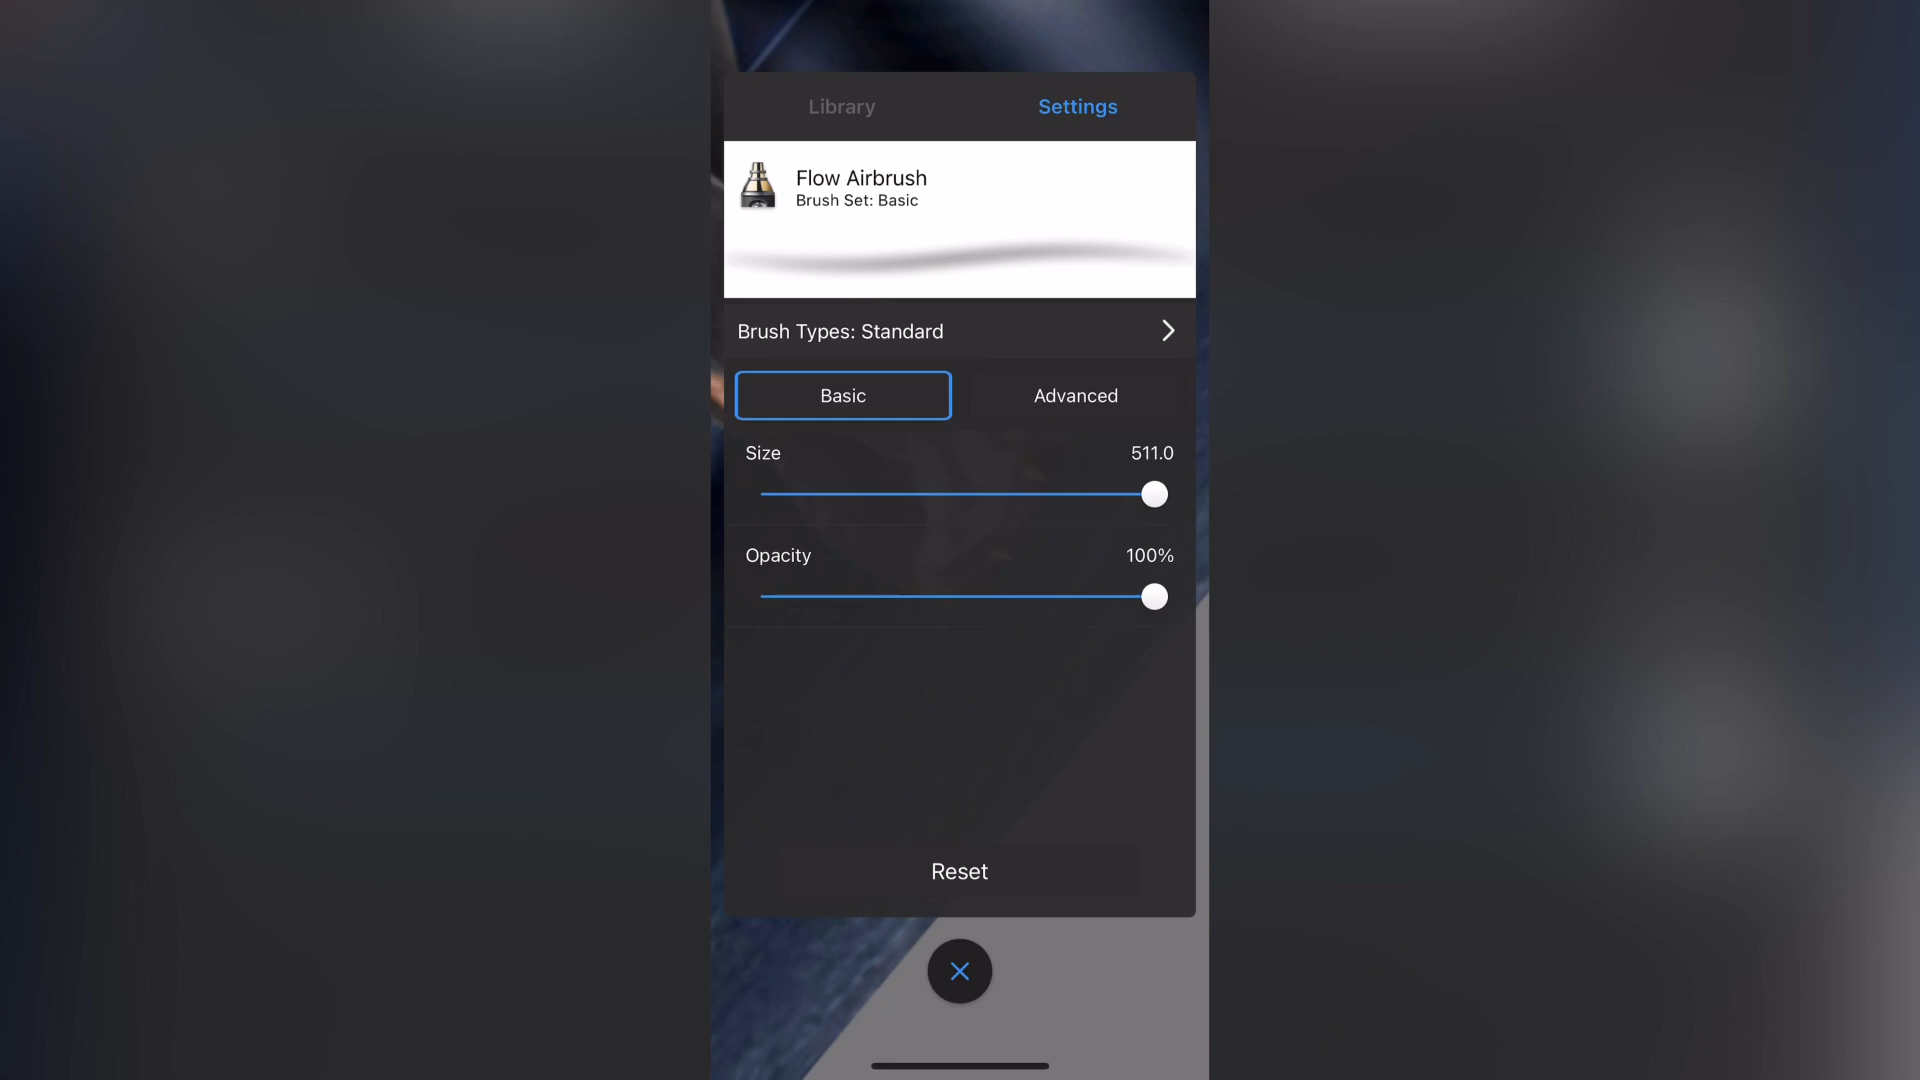 Library
Settings
Flow Airbrush
Brush Set: Basic
Brush Types: Standard
Basic
Advanced
Size
511.0
Opacity
100%
Reset